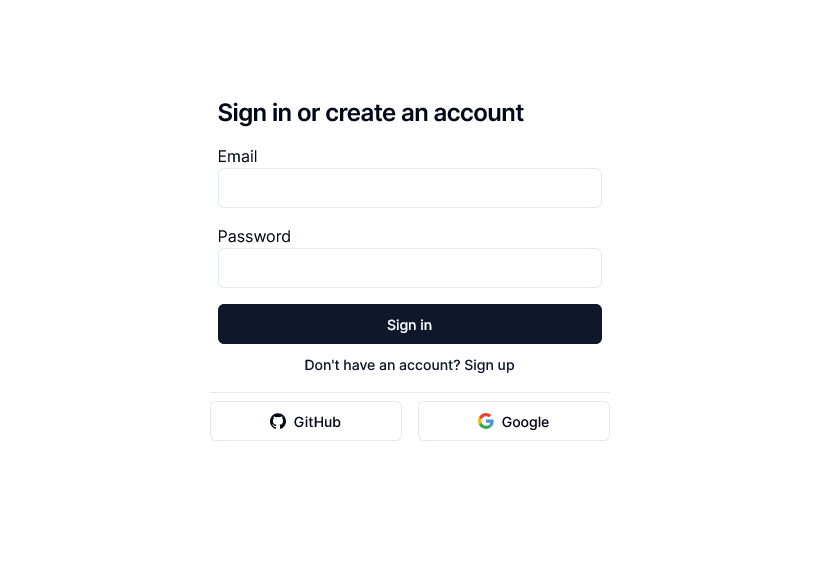 Sign in or create an account
Email
Password
Sign in
Don't have an account? Sign up
GitHub
Google